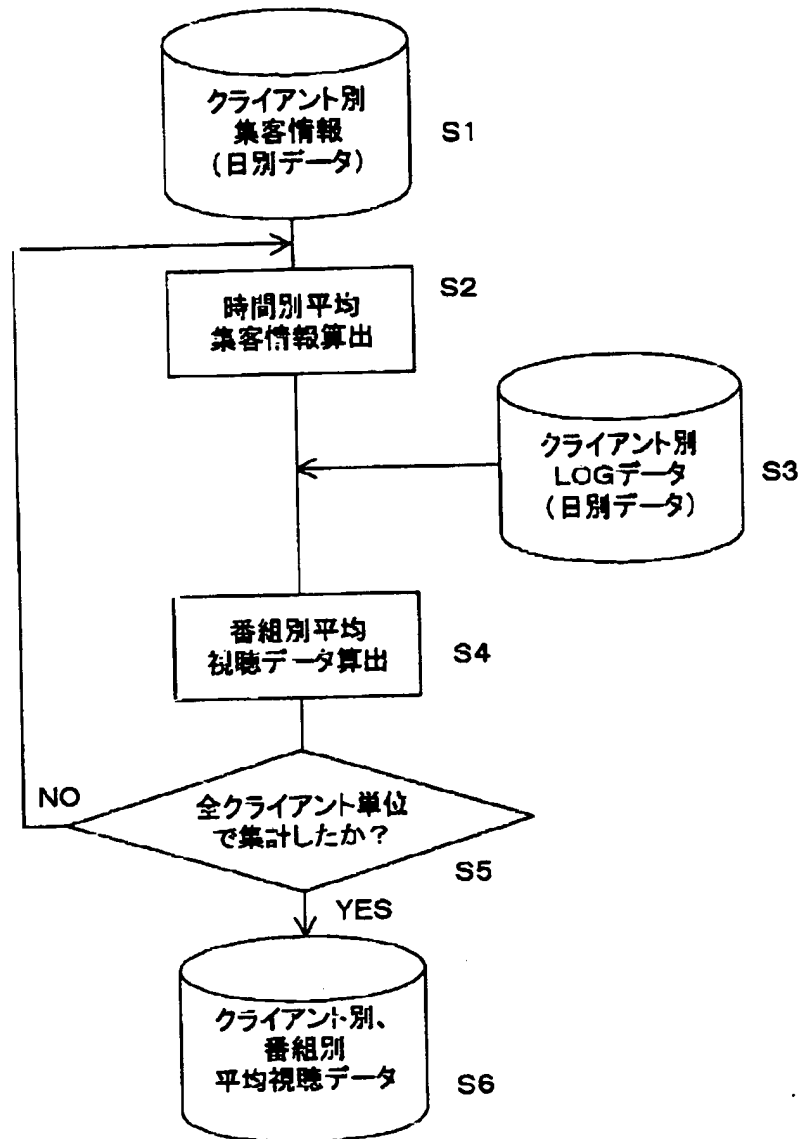 クライアント別
集客情報
(日別データ)
S1
時間別平均
集客情報算出
S2
クライアント別
LOGデータ
(日別データ)
S3
番組別平均
視聴データ算出
S4
NO
全クライアント単位
で集計したか？
S5
YES
クライアント別、
番組別
平均視聴データ
S6